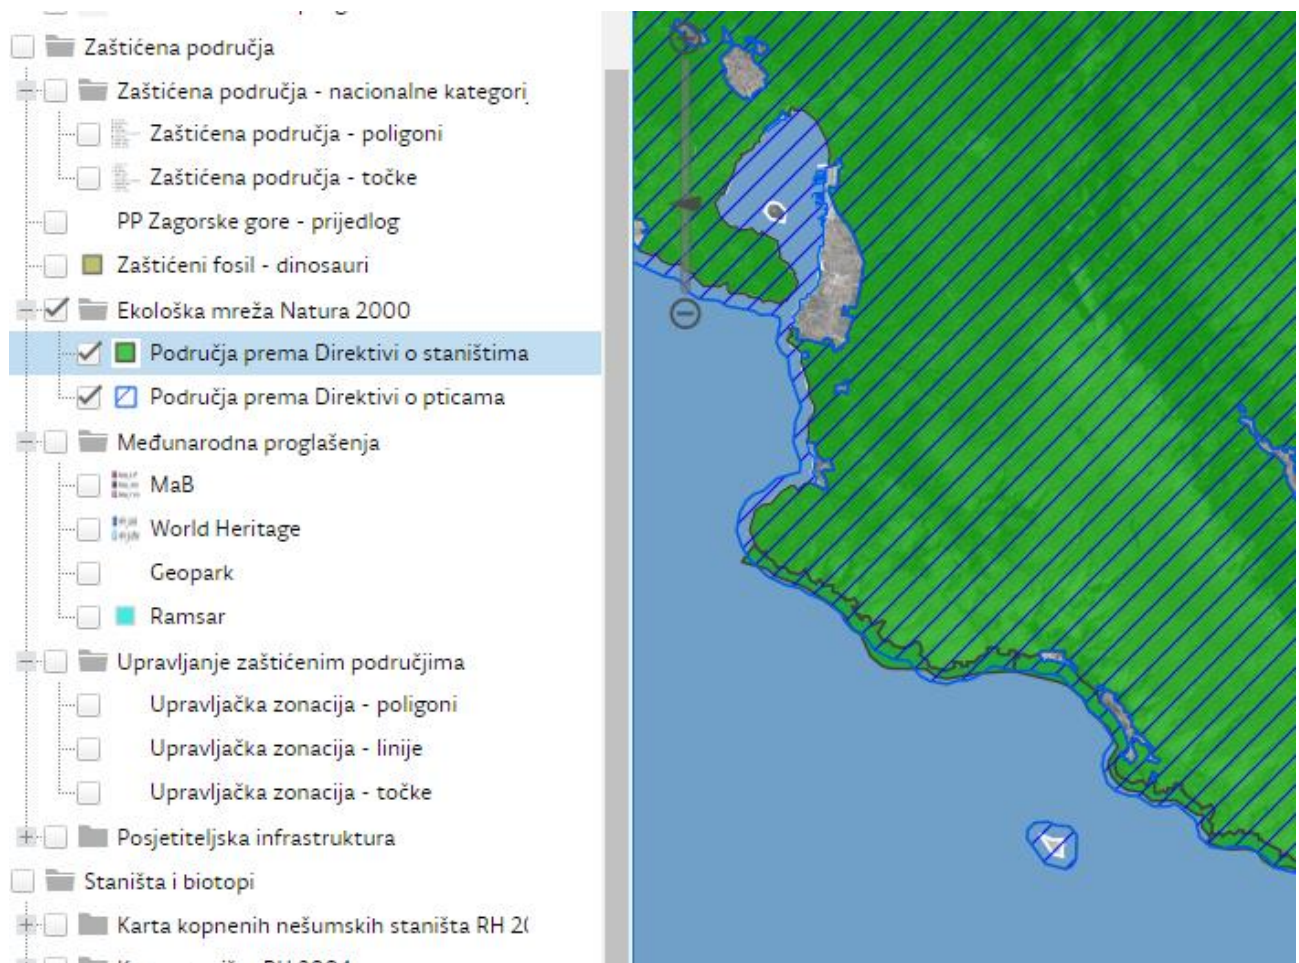 Zaštićena područja
Zaštićena područja - nacionalne kategorij
Zaštićena područja - poligoni
Zaštićena područja - točke
PP Zagorske gore - prijedlog
Zaštićeni fosil - dinosauri
Ekološka mreža Natura 2000
Područja prema Direktivi o staništima
Područja prema Direktivi o pticama
Međunarodna proglašenja
MaB
World Heritage
Geopark
Ramsar
Upravljanje zaštićenim područjima
Upravljačka zonacija - poligoni
Upravljačka zonacija - linije
Upravljačka zonacija - točke
Posjetiteljska infrastruktura
Staništa i biotopi
Karta kopnenih nešumskih staništa RH 20